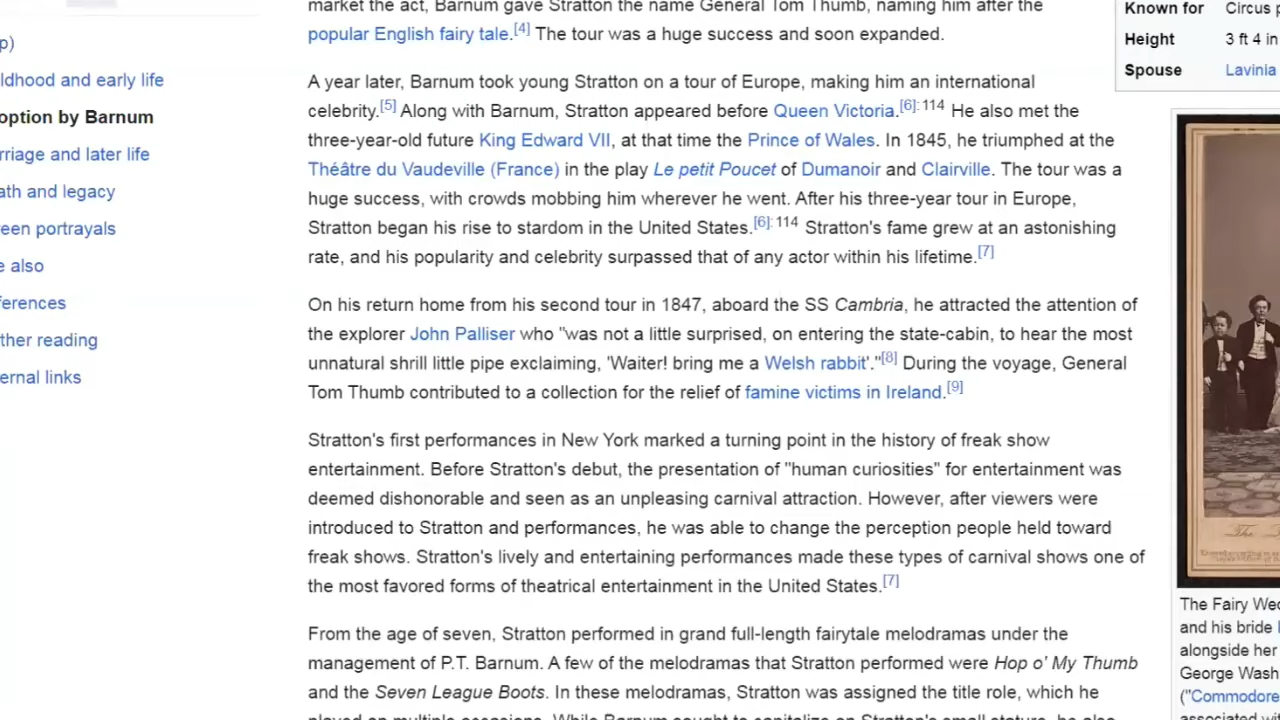 market the act, Barnum gave Stratton the name General Tom Thumb, naming him after the
popular English fairy tale.[4] The tour was a huge success and soon expanded.
A year later, Barnum took young Stratton on a tour of Europe, making him an international
celebrity.[5] Along with Barnum, Stratton appeared before Queen Victoria.[6]:114 He also met the
three-year-old future King Edward VII, at that time the Prince of Wales. In 1845, he triumphed at the
Théâtre du Vaudeville (France) in the play Le petit Poucet of Dumanoir and Clairville. The tour was a
huge success, with crowds mobbing him wherever he went. After his three-year tour in Europe,
Stratton began his rise to stardom in the United States.[6]:114 Stratton's fame grew at an astonishing
rate, and his popularity and celebrity surpassed that of any actor within his lifetime.[7]
On his return home from his second tour in 1847, aboard the SS Cambria, he attracted the attention of
the explorer John Palliser who "was not a little surprised, on entering the state-cabin, to hear the most
unnatural shrill little pipe exclaiming, 'Waiter! bring me a Welsh rabbit'."[8] During the voyage, General
Tom Thumb contributed to a collection for the relief of famine victims in Ireland.[9]
Stratton's first performances in New York marked a turning point in the history of freak show
entertainment. Before Stratton's debut, the presentation of "human curiosities" for entertainment was
deemed dishonorable and seen as an unpleasing carnival attraction. However, after viewers were
introduced to Stratton and performances, he was able to change the perception people held toward
freak shows. Stratton's lively and entertaining performances made these types of carnival shows one of
the most favored forms of theatrical entertainment in the United States.[7]
From the age of seven, Stratton performed in grand full-length fairytale melodramas under the
management of P.T. Barnum. A few of the melodramas that Stratton performed were Hop o' My Thumb
and the Seven League Boots. In these melodramas, Stratton was assigned the title role, which he
played on multiple occasions. While Barnum sought to capitalize on Stratton's small stature, he also
p)
ldhood and early life
option by Barnum
rriage and later life
ath and legacy
een portrayals
e also
ferences
ther reading
ernal links
Known for Circus p
Height 3 ft 4 in
Spouse Lavinia
The
The Fairy Wed
and his bride
alongside her
George Wash
("Commodore
associated